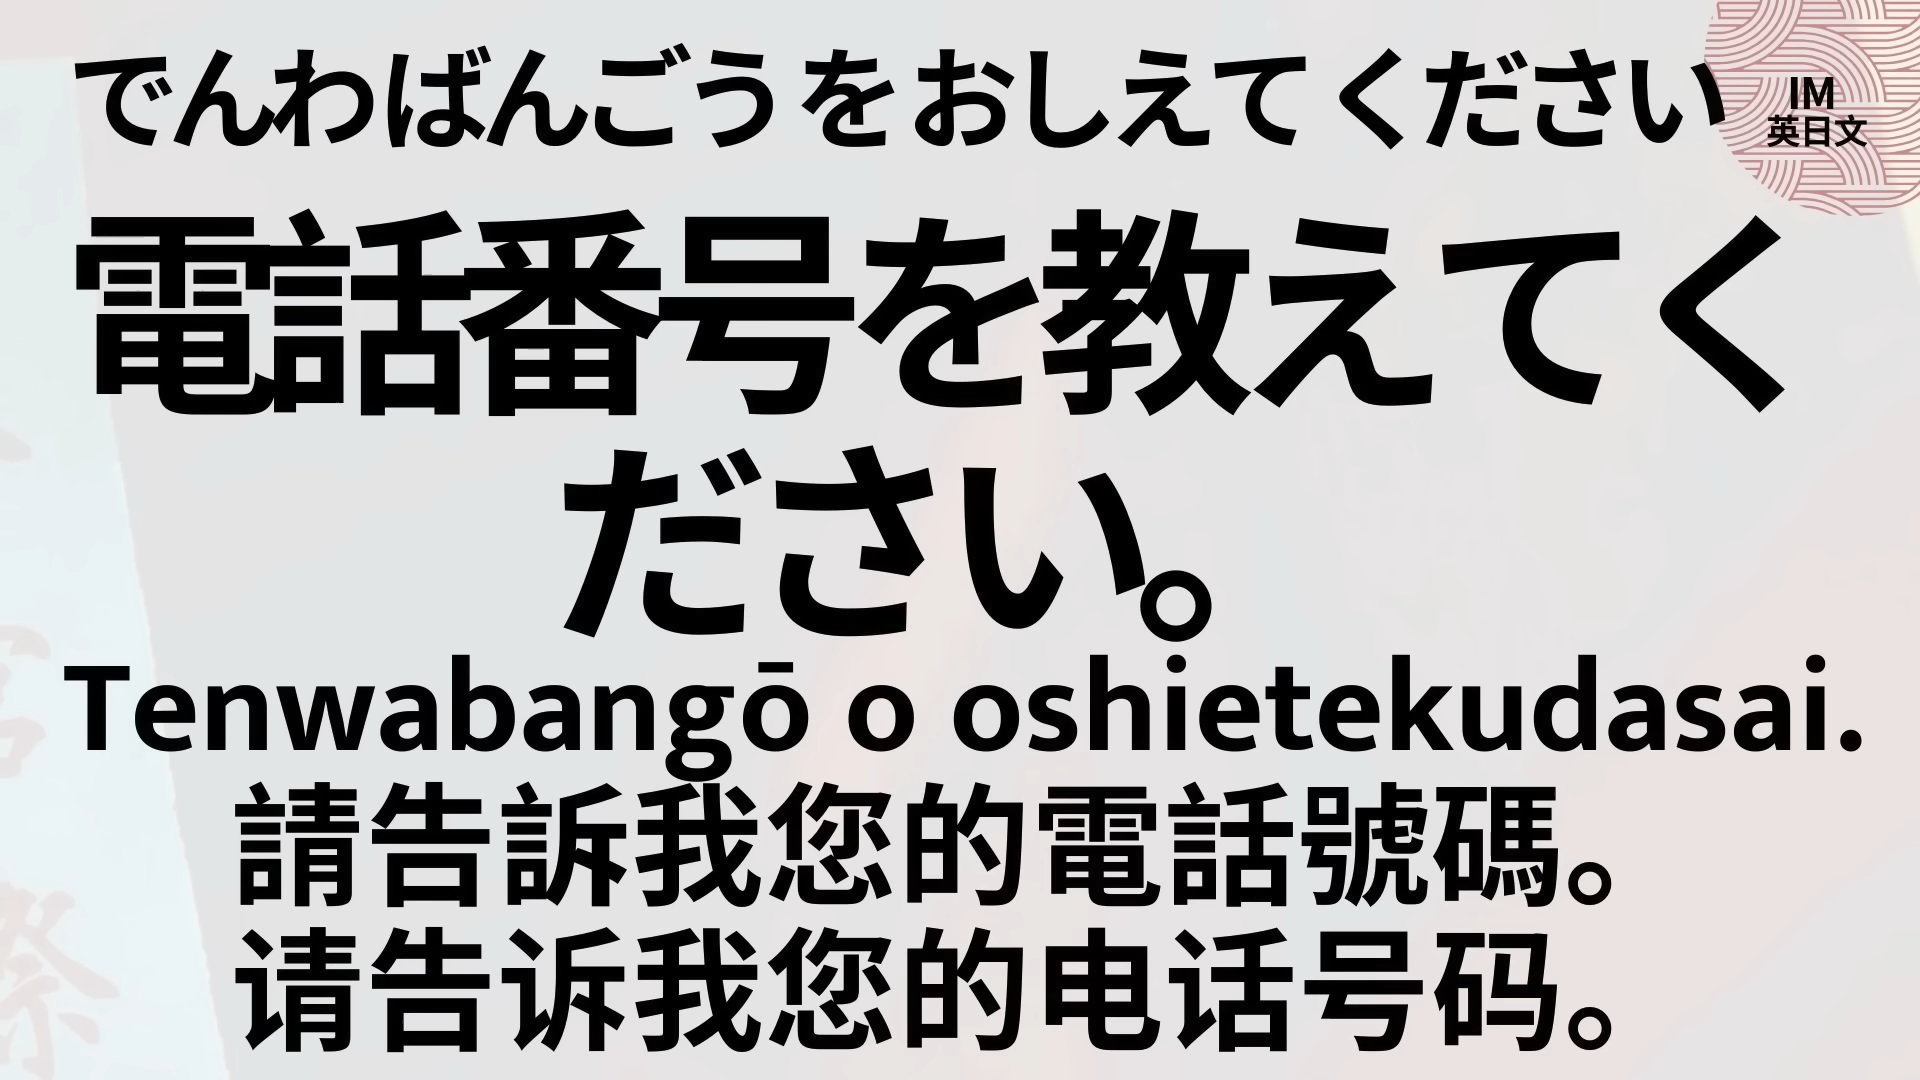 でんわばんごうをおしえてください
IM
英日文
電話番号を教えてく
ださい。
Tenwabangō o oshietekudasai.
請告訴我您的電話號碼。
请告诉我您的电话号码。